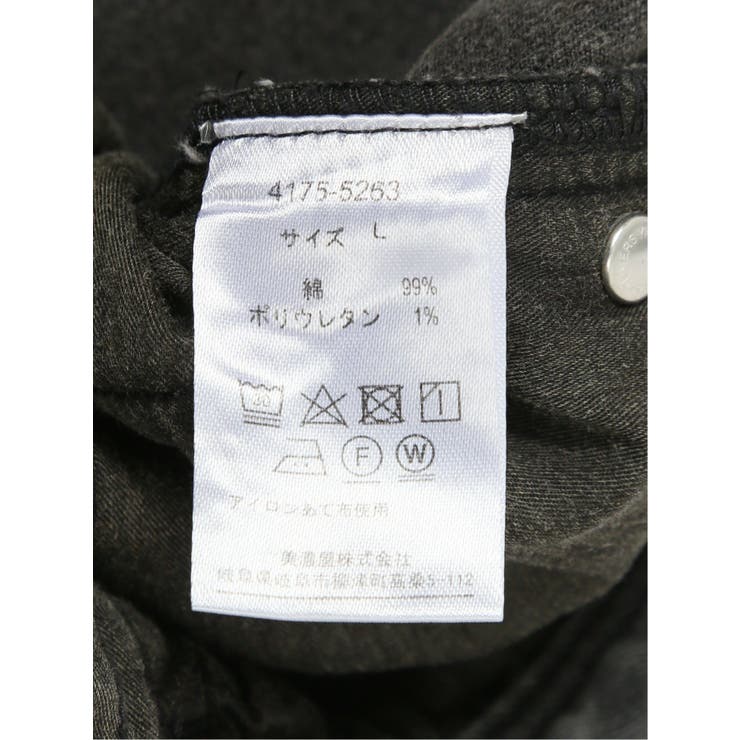 4175-5263
サイズ L
綿 99%
ポリウレタン 1%
30
F W
アイロンあて布使用
美濃屋株式会社
岐阜県岐阜市柳津町高桑5-112